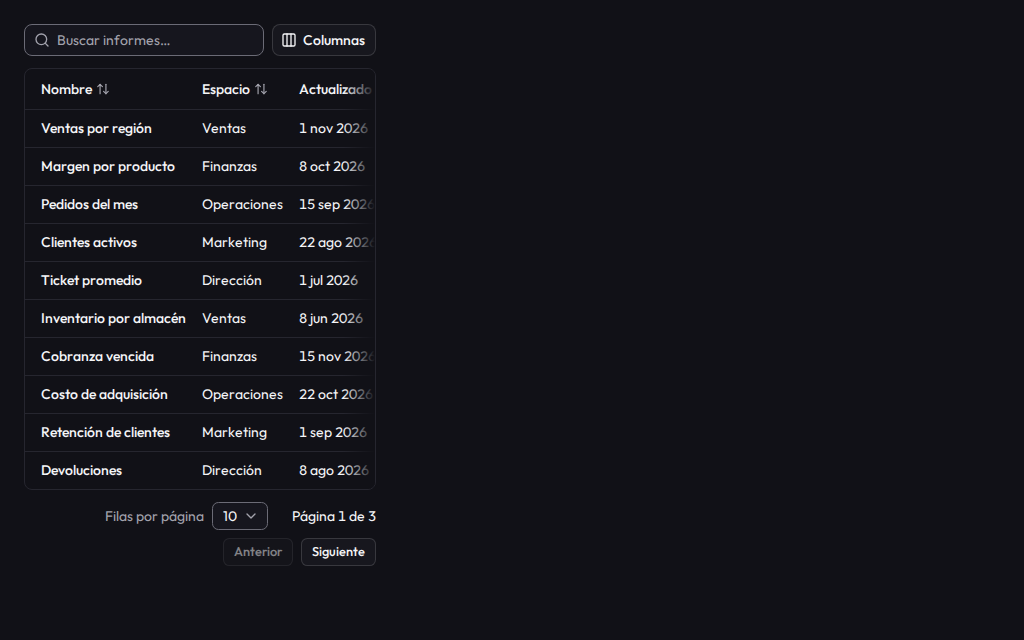 Buscar informes...
Columnas
Nombre Espacio Actualizado
Ventas por región Ventas 1 nov 2026
Margen por producto Finanzas 8 oct 2026
Pedidos del mes Operaciones 15 sep 2026
Clientes activos Marketing 22 ago 2026
Ticket promedio Dirección 1 jul 2026
Inventario por almacén Ventas 8 jun 2026
Cobranza vencida Finanzas 15 nov 2026
Costo de adquisición Operaciones 22 oct 2026
Retención de clientes Marketing 1 sep 2026
Devoluciones Dirección 8 ago 2026
Filas por página 10 Página 1 de 3
Anterior Siguiente